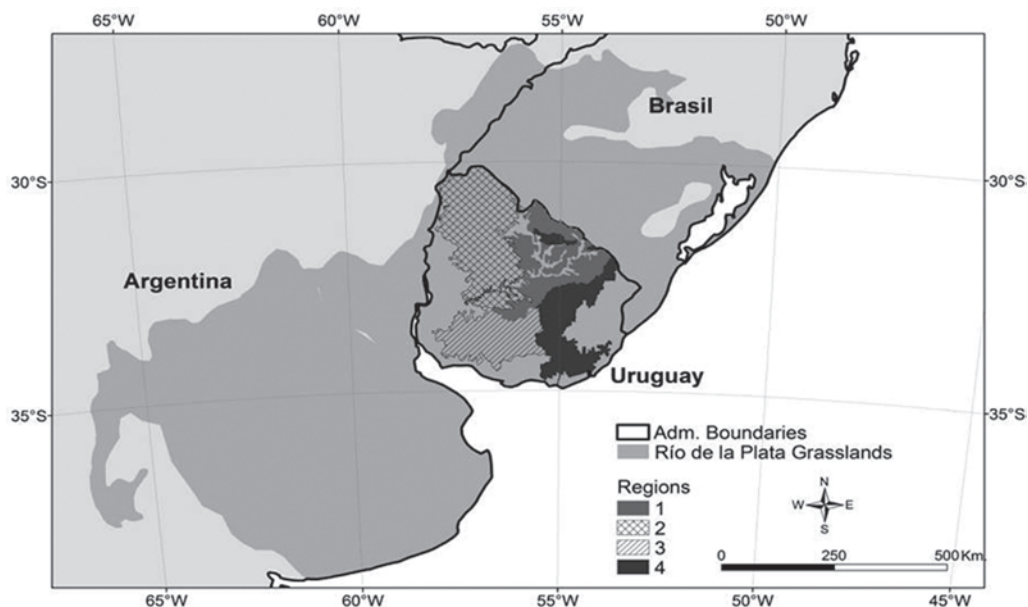 65°W 60°W 55°W 50°W
Brasil
30°S 30°S
Argentina
Uruguay
35°S 35°S
Adm. Boundaries
Río de la Plata Grasslands
Regions
1
2
3
4
N
W E
S
0 250 500 Km.
65°W 60°W 55°W 50°W 45°W